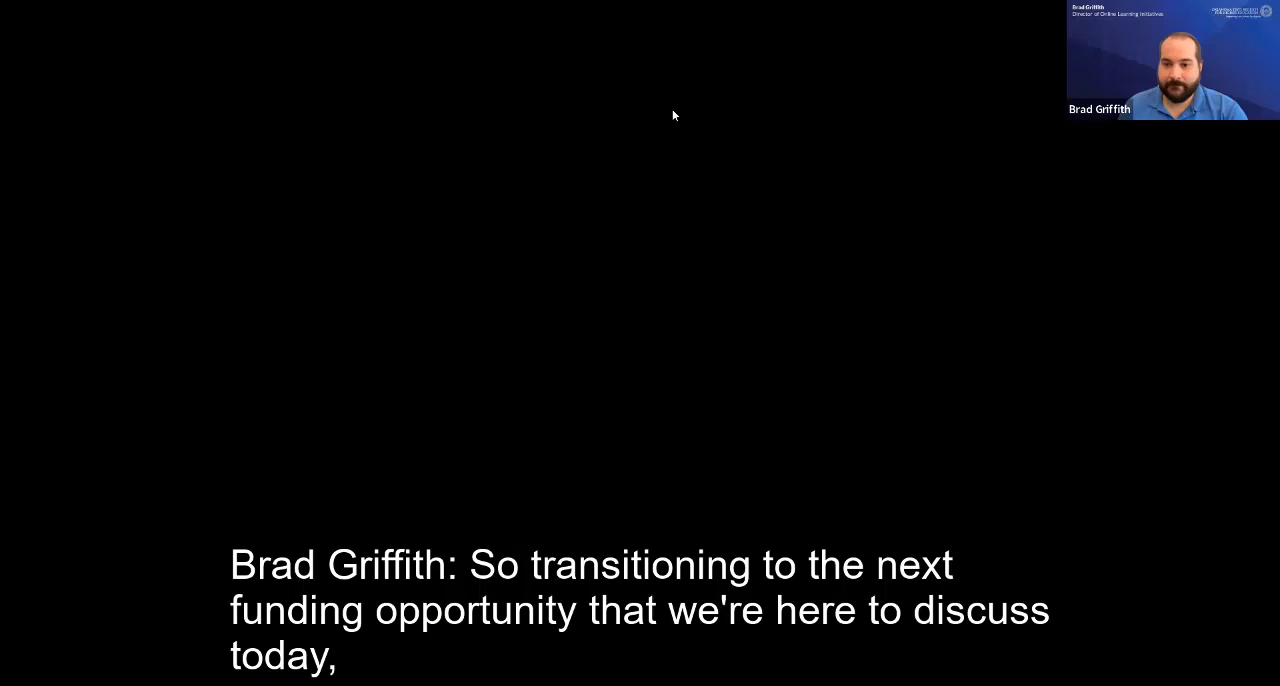 Brad Griffith
Director of Online Learning Initiatives
Brad Griffith
Brad Griffith: So transitioning to the next
funding opportunity that we're here to discuss
today,